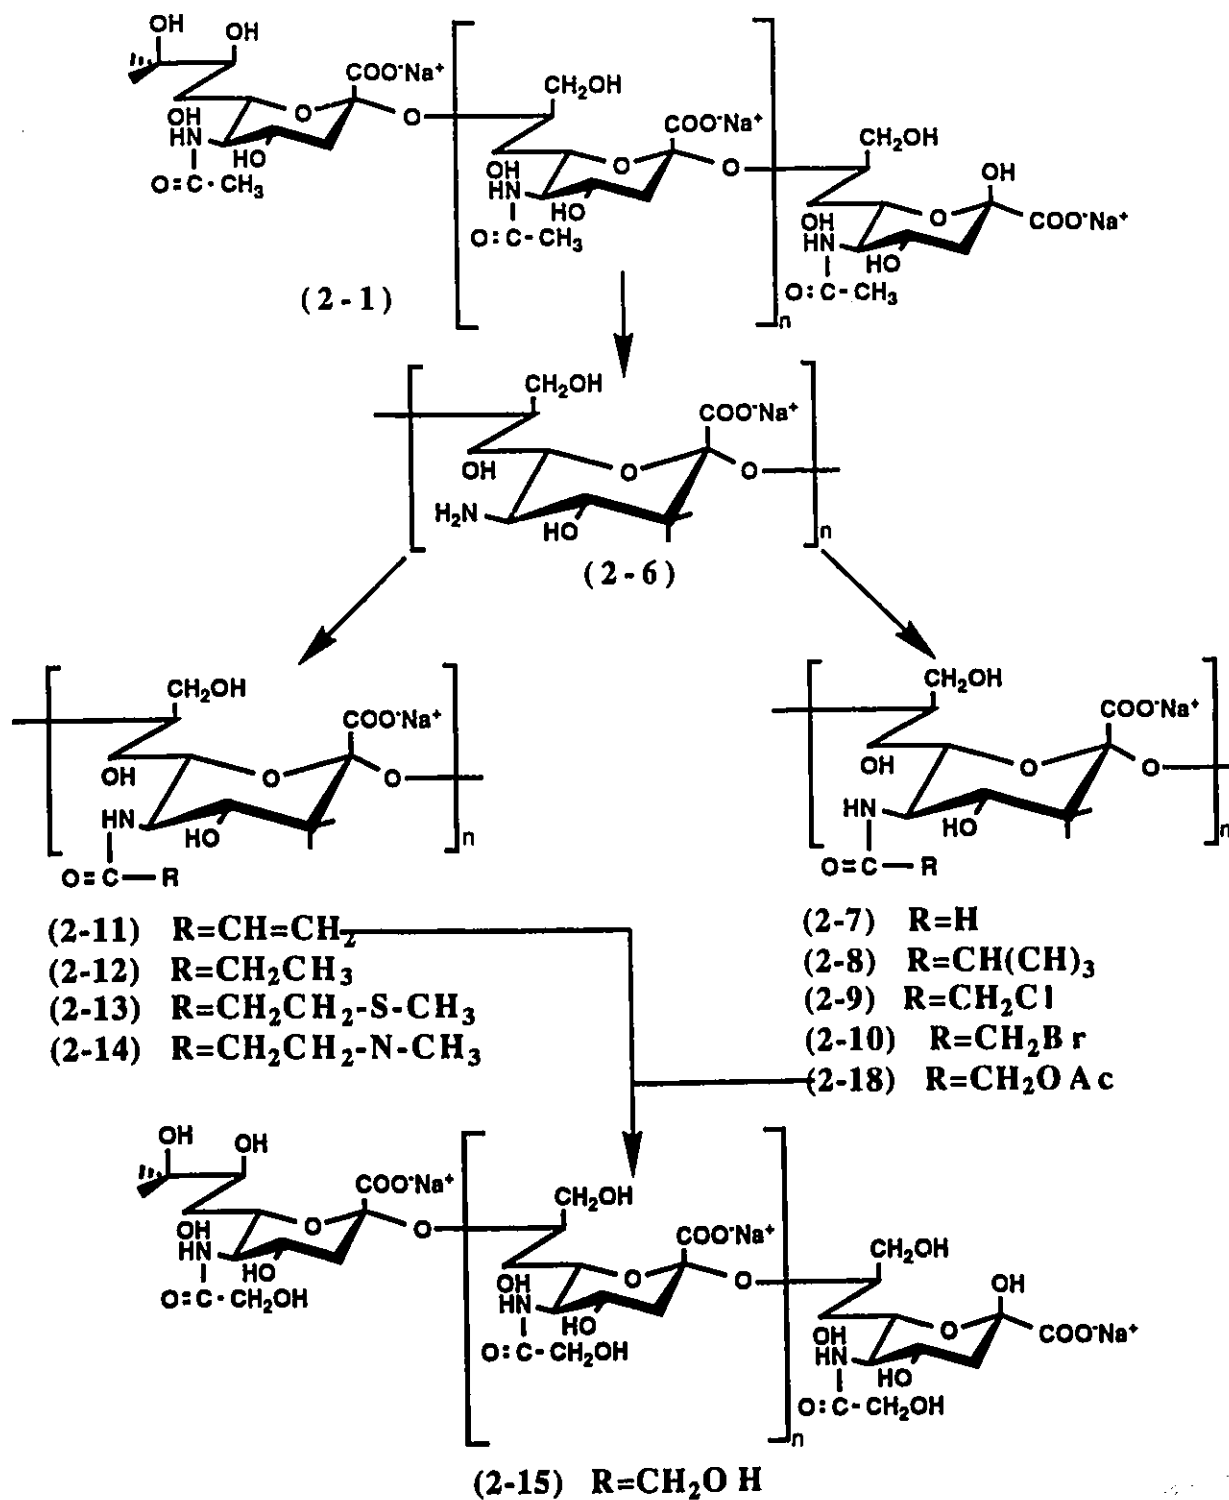 OH
OH
COO⁻Na⁺
CH₂OH
O
O
COO⁻Na⁺
OH
HN
HO
CH₂OH
O
O
OH
O=C-CH₃
OH
HN
HO
O
COO⁻Na⁺
O=C-CH₃
OH
HN
HO
(2-1)
O=C-CH₃
n
CH₂OH
COO⁻Na⁺
OH
O
O
H₂N
HO
n
(2-6)
CH₂OH
COO⁻Na⁺
OH
O
O
HN
HO
n
O=C—R
CH₂OH
COO⁻Na⁺
OH
O
O
HN
HO
n
O=C—R
(2-11) R=CH=CH₂
(2-12) R=CH₂CH₃
(2-13) R=CH₂CH₂-S-CH₃
(2-14) R=CH₂CH₂-N-CH₃
(2-7) R=H
(2-8) R=CH(CH)₃
(2-9) R=CH₂Cl
(2-10) R=CH₂Br
(2-18) R=CH₂OAc
OH
OH
COO⁻Na⁺
CH₂OH
O
O
COO⁻Na⁺
OH
HN
HO
CH₂OH
O
O
OH
O=C-CH₂OH
OH
HN
HO
O
COO⁻Na⁺
O=C-CH₂OH
OH
HN
HO
O=C-CH₂OH
n
(2-15) R=CH₂OH